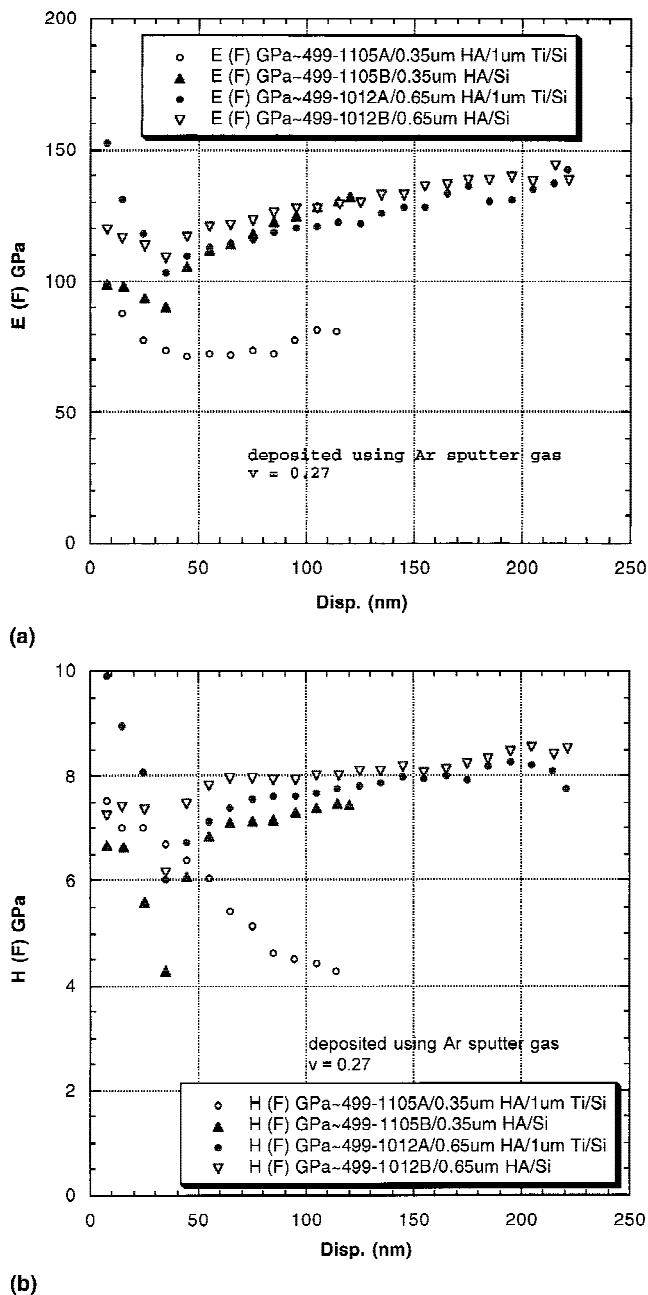 200
E (F) GPa~499-1105A/0.35um HA/1um Ti/Si
E (F) GPa~499-1105B/0.35um HA/Si
E (F) GPa~499-1012A/0.65um HA/1um Ti/Si
E (F) GPa~499-1012B/0.65um HA/Si
150
100
50
0
E (F) GPa
deposited using Ar sputter gas
∇ = 0.27
0 50 100 150 200 250
Disp. (nm)
(a)
10
8
6
4
2
0
H (F) GPa
deposited using Ar sputter gas
v = 0.27
H (F) GPa~499-1105A/0.35um HA/1um Ti/Si
H (F) GPa~499-1105B/0.35um HA/Si
H (F) GPa~499-1012A/0.65um HA/1um Ti/Si
H (F) GPa~499-1012B/0.65um HA/Si
0 50 100 150 200 250
Disp. (nm)
(b)